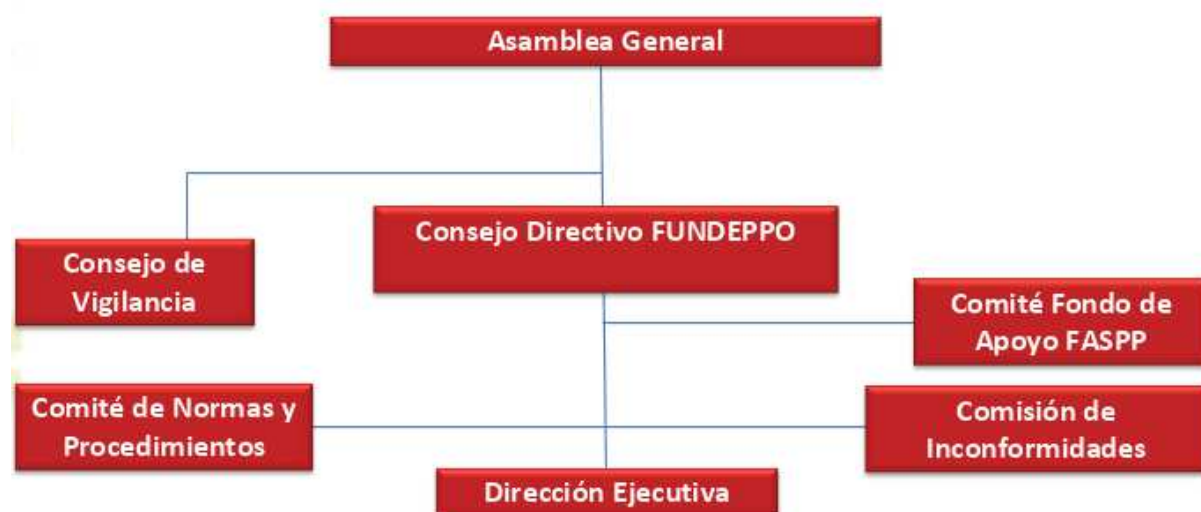 Asamblea General
Consejo Directivo FUNDEPPO
Consejo de
Vigilancia
Comité Fondo de
Apoyo FASPP
Comité de Normas y
Procedimientos
Comisión de
Inconformidades
Dirección Ejecutiva